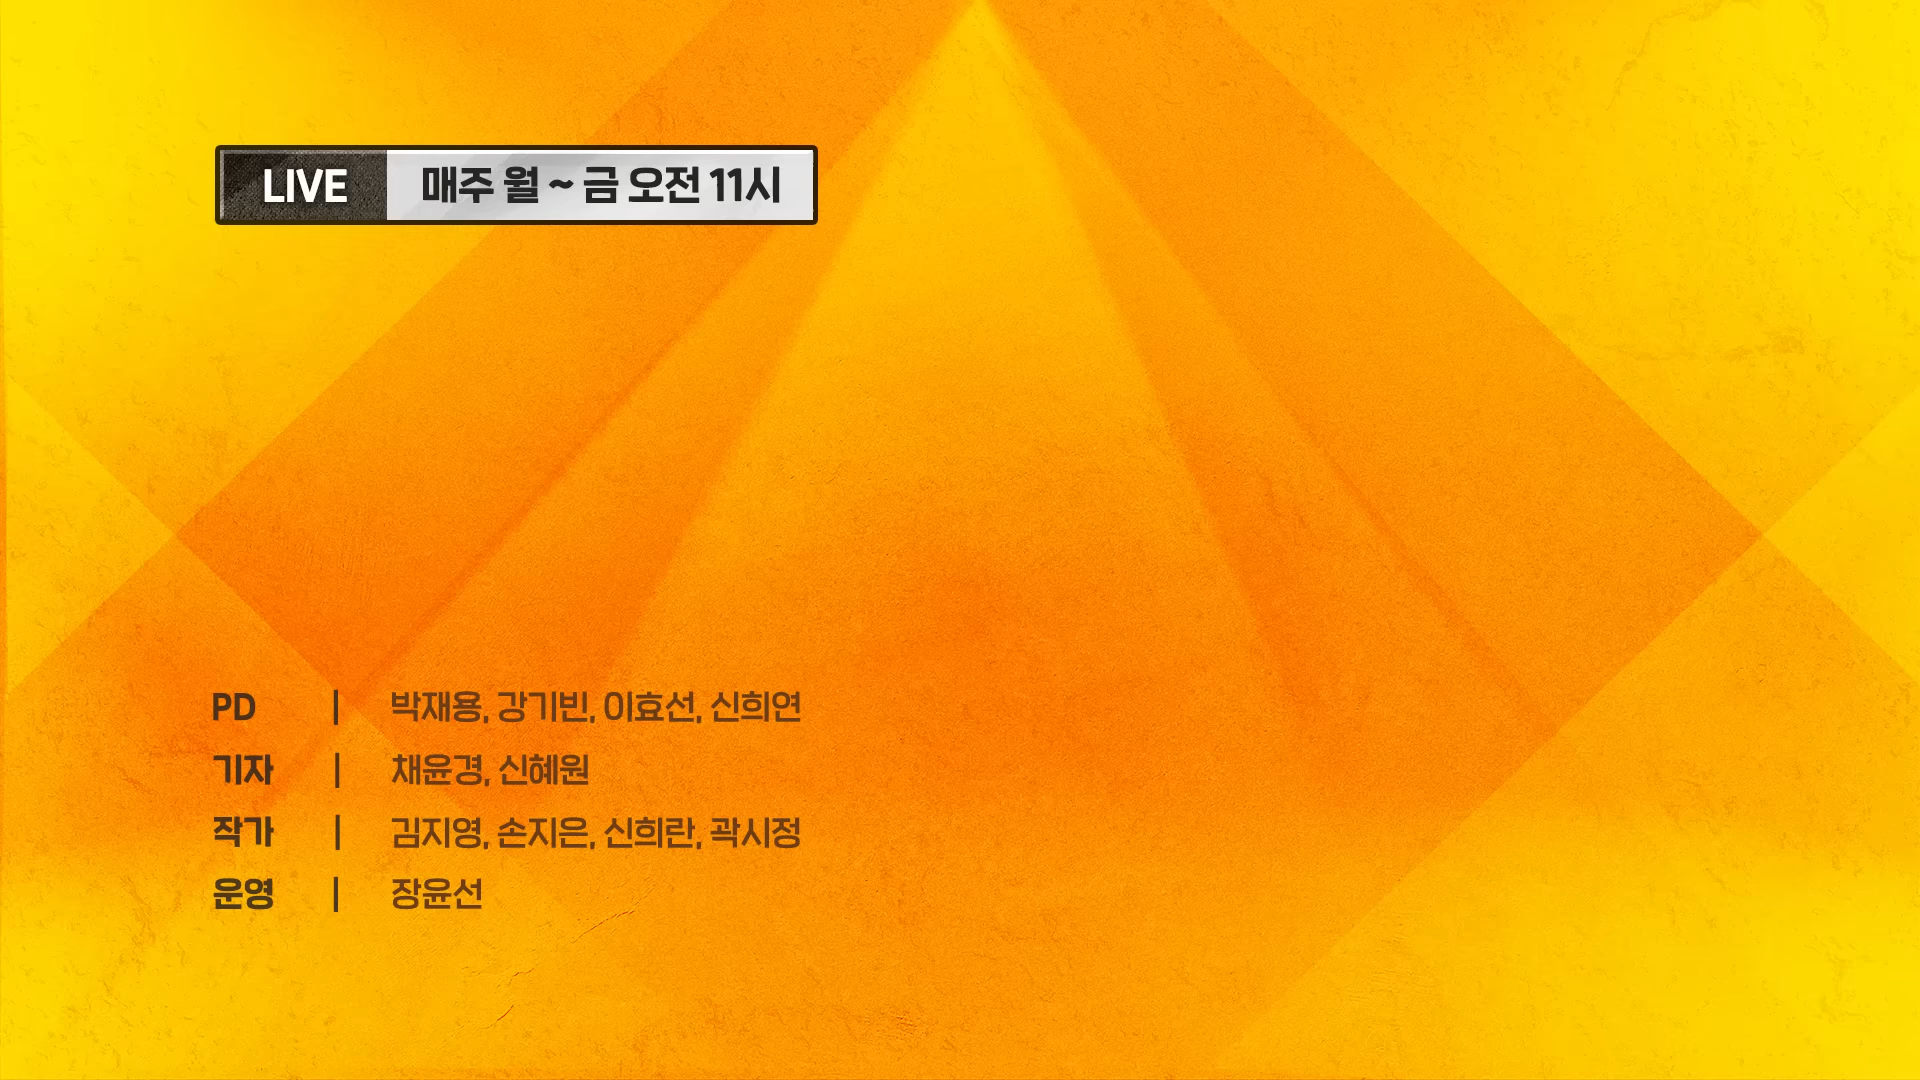 LIVE 매주 월 ~ 금 오전 11시
PD | 박재용, 강기빈, 이효선, 신희연
기자 | 채윤경, 신혜원
작가 | 김지영, 손지은, 신희란, 곽시정
운영 | 장윤선